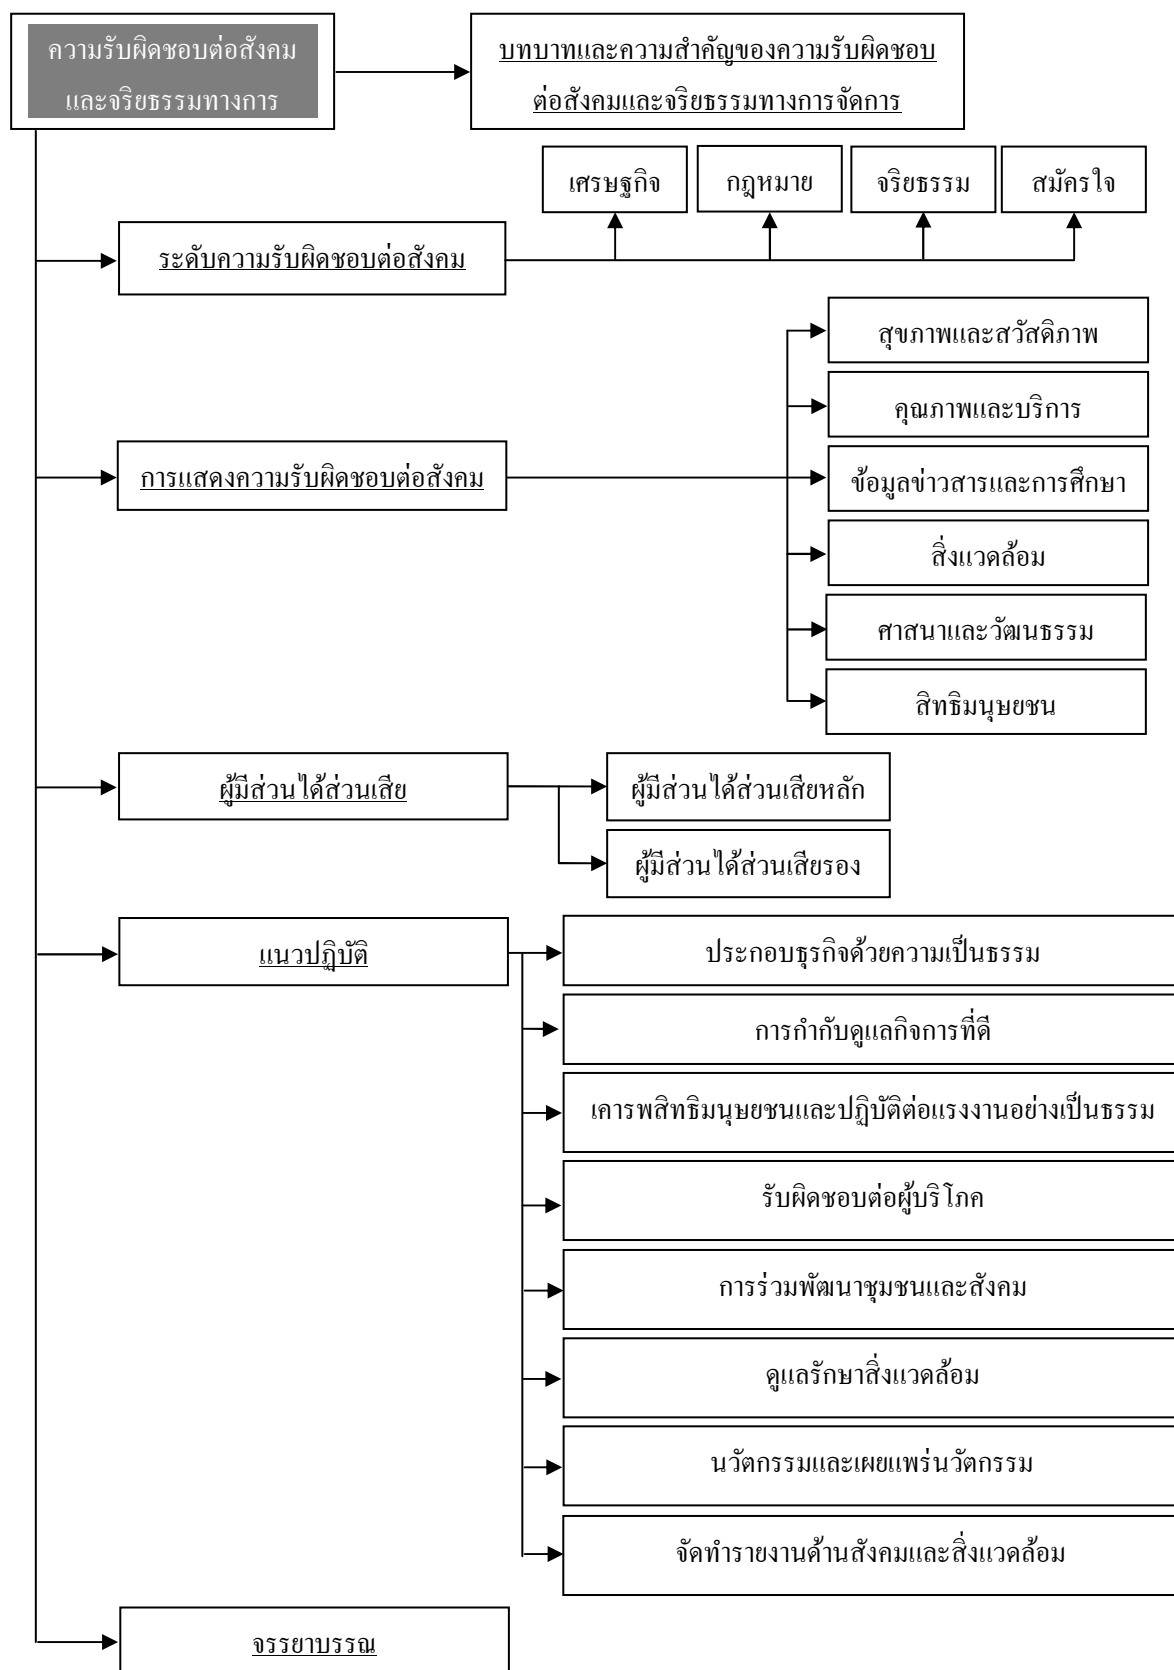 ความรับผิดชอบต่อสังคม
และจริยธรรมทางการ
บทบาทและความสำคัญของความรับผิดชอบ
ต่อสังคมและจริยธรรมทางการจัดการ
เศรษฐกิจ
กฎหมาย
จริยธรรม
สมัครใจ
ระดับความรับผิดชอบต่อสังคม
สุขภาพและสวัสดิภาพ
คุณภาพและบริการ
การแสดงความรับผิดชอบต่อสังคม
ข้อมูลข่าวสารและการศึกษา
สิ่งแวดล้อม
ศาสนาและวัฒนธรรม
สิทธิมนุษยชน
ผู้มีส่วนได้ส่วนเสีย
ผู้มีส่วนได้ส่วนเสียหลัก
ผู้มีส่วนได้ส่วนเสียรอง
แนวปฏิบัติ
ประกอบธุรกิจด้วยความเป็นธรรม
การกำกับดูแลกิจการที่ดี
เคารพสิทธิมนุษยชนและปฏิบัติต่อแรงงานอย่างเป็นธรรม
รับผิดชอบต่อผู้บริโภค
การร่วมพัฒนาชุมชนและสังคม
ดูแลรักษาสิ่งแวดล้อม
นวัตกรรมและเผยแพร่นวัตกรรม
จัดทำรายงานด้านสังคมและสิ่งแวดล้อม
จรรยาบรรณ